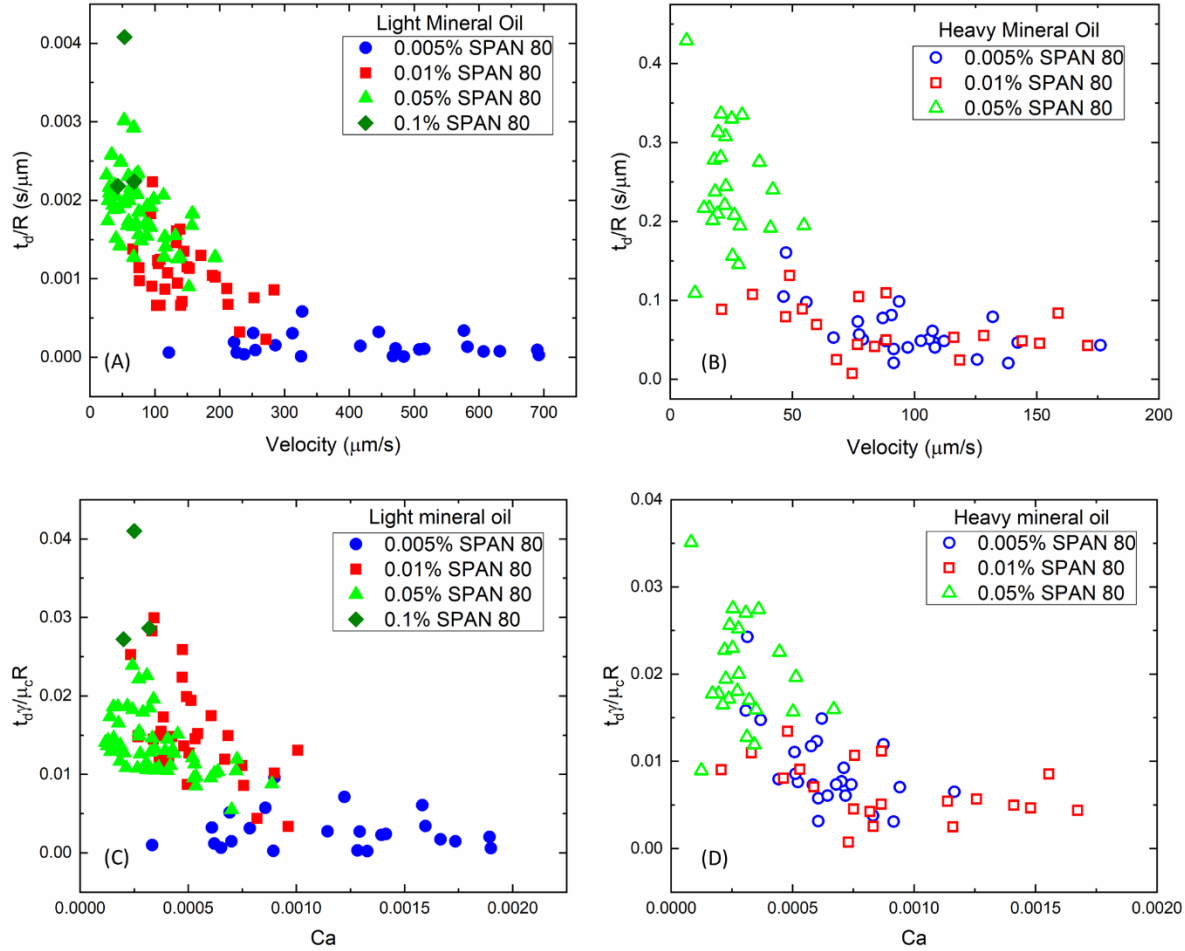 (A)
Light Mineral Oil
0.005% SPAN 80
0.01% SPAN 80
0.05% SPAN 80
0.1% SPAN 80
t_d/R (s/μm)
0.004
0.003
0.002
0.001
0.000
0 100 200 300 400 500 600 700
Velocity (μm/s)
Heavy Mineral Oil
0.005% SPAN 80
0.01% SPAN 80
0.05% SPAN 80
(B)
t_d/R (s/μm)
0.4
0.3
0.2
0.1
0.0
0 50 100 150 200
Velocity (μm/s)
Light mineral oil
0.005% SPAN 80
0.01% SPAN 80
0.05% SPAN 80
0.1% SPAN 80
(C)
t_dγ/μ_cR
0.04
0.03
0.02
0.01
0.00
0.0000 0.0005 0.0010 0.0015 0.0020
Ca
Heavy mineral oil
0.005% SPAN 80
0.01% SPAN 80
0.05% SPAN 80
(D)
t_dγ/μ_cR
0.04
0.03
0.02
0.01
0.00
0.0000 0.0005 0.0010 0.0015 0.0020
Ca